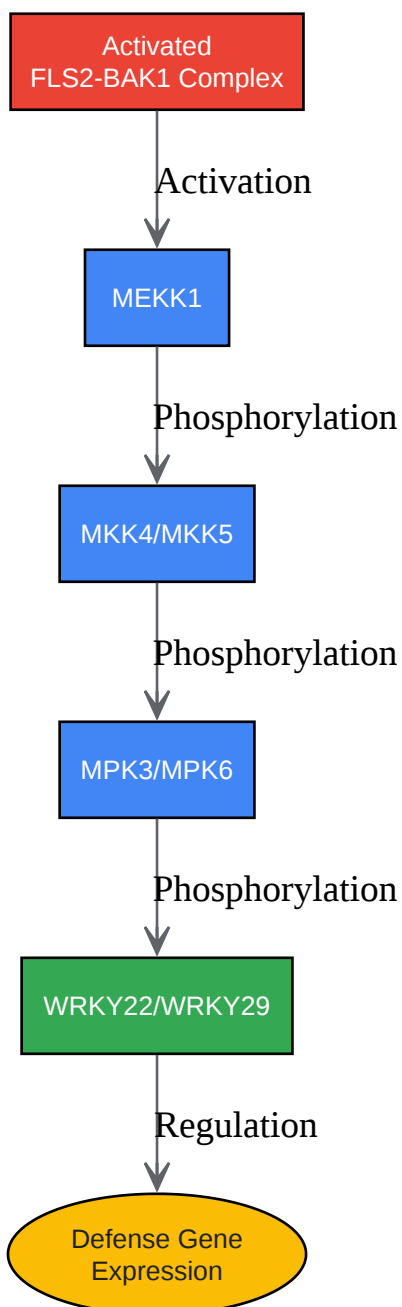 Activated
FLS2-BAK1 Complex
Activation
MEKK1
Phosphorylation
MKK4/MKK5
Phosphorylation
MPK3/MPK6
Phosphorylation
WRKY22/WRKY29
Regulation
Defense Gene
Expression